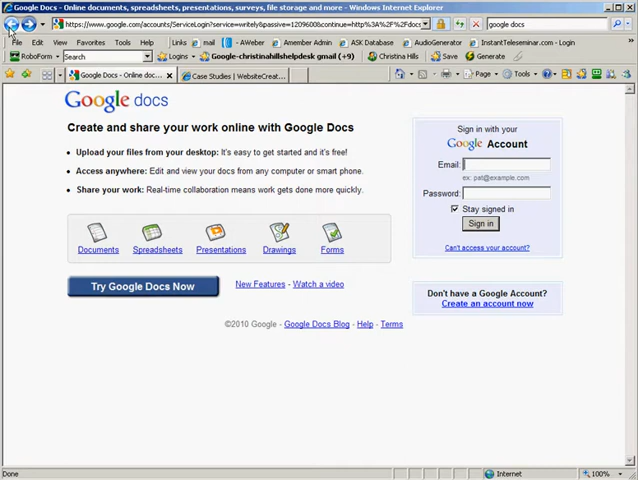 Google Docs - Online documents, spreadsheets, presentations, surveys, file storage and more - Windows Internet Explorer
https://www.google.com/accounts/ServiceLogin?service=writely&passive=1209600&continue=http%3A%2F%2Fdocs
google docs
File Edit View Favorites Tools Help Links mail - AWeber Amember Admin ASK Database AudioGenerator InstantTeleseminar.com - Login
RoboForm Search Logins Google-christinahillshelpdesk gmail (+9) Christina Hills Save Generate
Google Docs - Online doc... Case Studies | WebsiteCreat... Page Tools
Google docs
Create and share your work online with Google Docs
Upload your files from your desktop: It's easy to get started and it's free!
Access anywhere: Edit and view your docs from any computer or smart phone.
Share your work: Real-time collaboration means work gets done more quickly.
Documents Spreadsheets Presentations Drawings Forms
Try Google Docs Now
New Features - Watch a video
Sign in with your
Google Account
Email:
ex: pat@example.com
Password:
Stay signed in
Sign in
Can't access your account?
Don't have a Google Account?
Create an account now
©2010 Google - Google Docs Blog - Help - Terms
Done Internet 100%